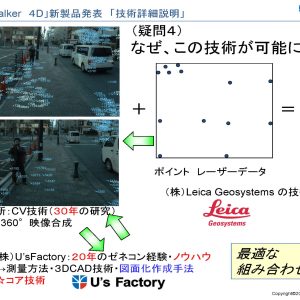 alker 4D」新製品発表 「技術詳細説明」
(疑問4)
なぜ、この技術が可能に
+
=
ポイント レーザーデータ
(株)Leica Geosystems の技
Leica
Geosystems
所:CV技術(30年の研究)
360° 映像合成
(株)U'sFactory:20年のゼネコン経験・ノウハウ
→測量方法・3DCAD技術・図面化作成手法
☆コア技術
U's Factory
最適な
組み合わせ